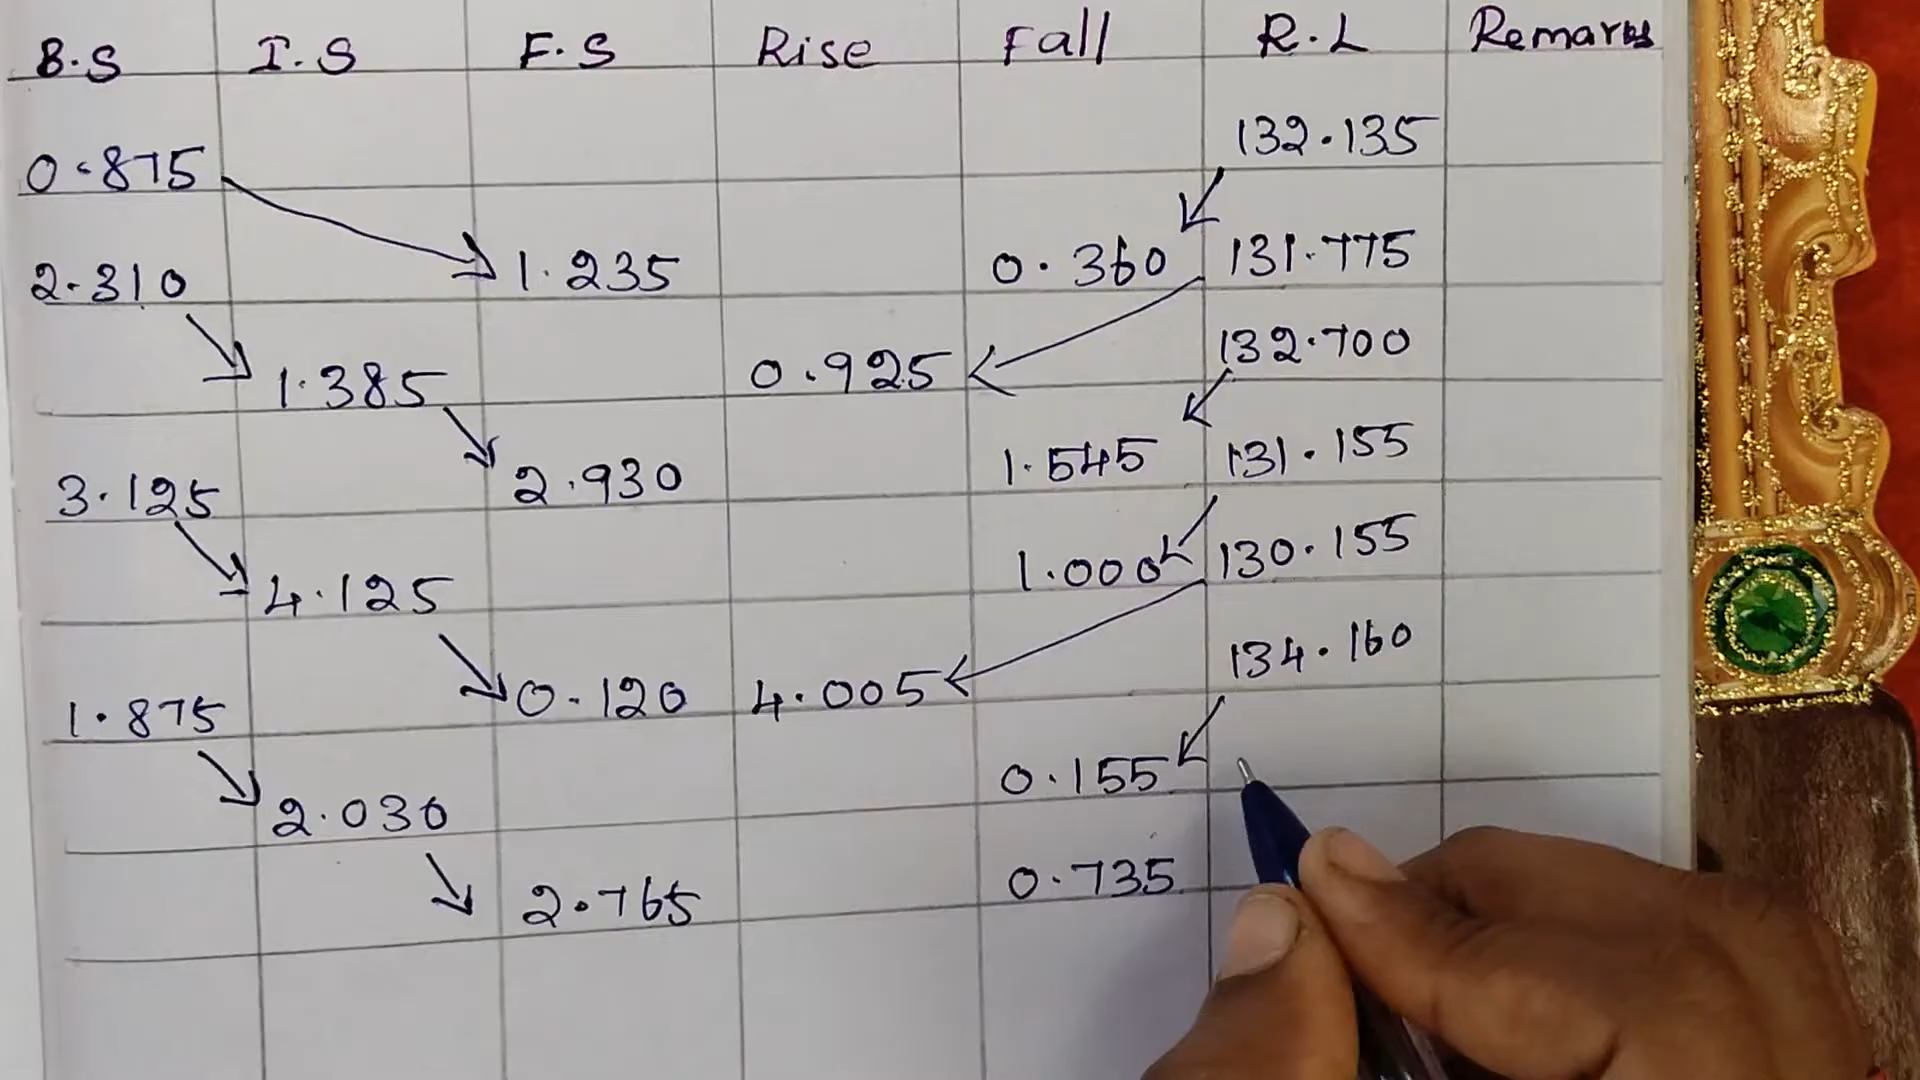 B.S I.S F.S Rise Fall R.L Remarks
0.875 132.135
2.310 1.235 0.360 131.775
1.385 0.925 132.700
3.125 2.930 1.545 131.155
4.125 1.000 130.155
1.875 0.120 4.005 134.160
2.030 0.155
2.765 0.735